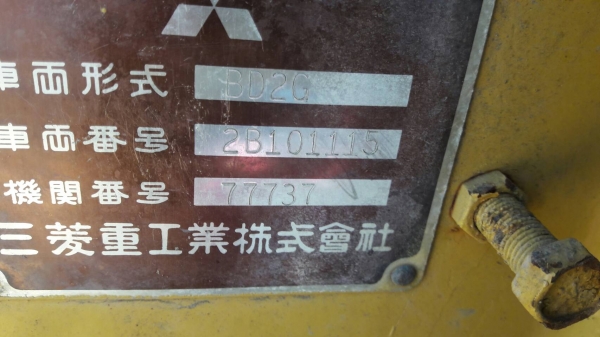 車両形式 BD2G
車両番号 2B101115
機関番号 77737
三菱重工業株式會社